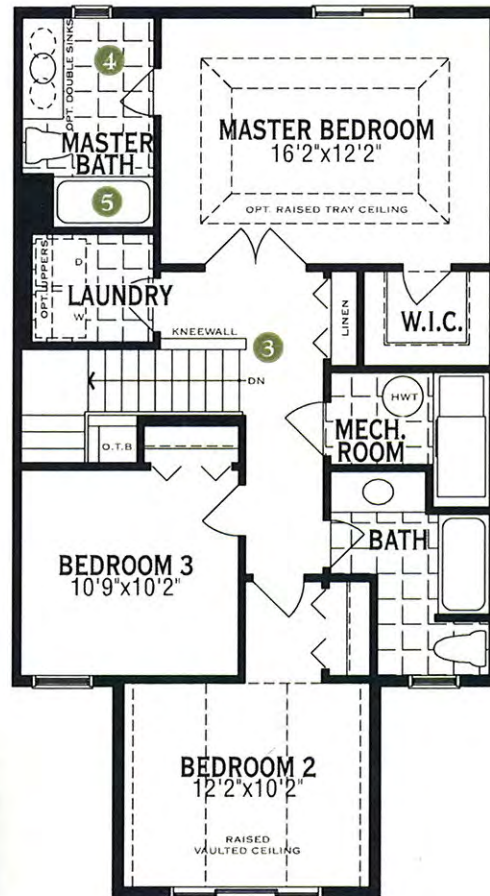 OPT. DOUBLE SINKS
4
MASTER
BATH
5
MASTER BEDROOM
16'2"x12'2"
OPT. RAISED TRAY CEILING
OPT. UPPERS
D
W
LAUNDRY
KNEEWALL
3
LINEN
W.I.C.
DN
HWT
MECH.
ROOM
O.T.B
BATH
BEDROOM 3
10'9"x10'2"
BEDROOM 2
12'2"x10'2"
RAISED
VAULTED CEILING